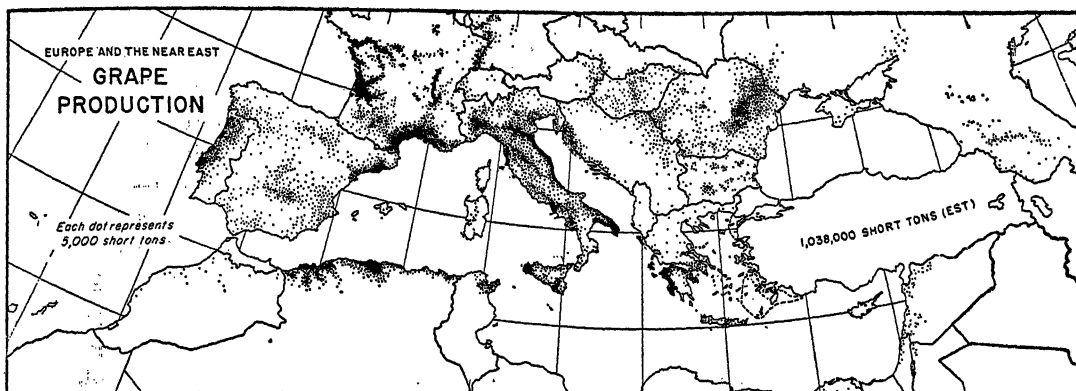 EUROPE AND THE NEAR EAST
GRAPE
PRODUCTION
Each dot represents
5,000 short tons.
1,038,000 SHORT TONS (EST)